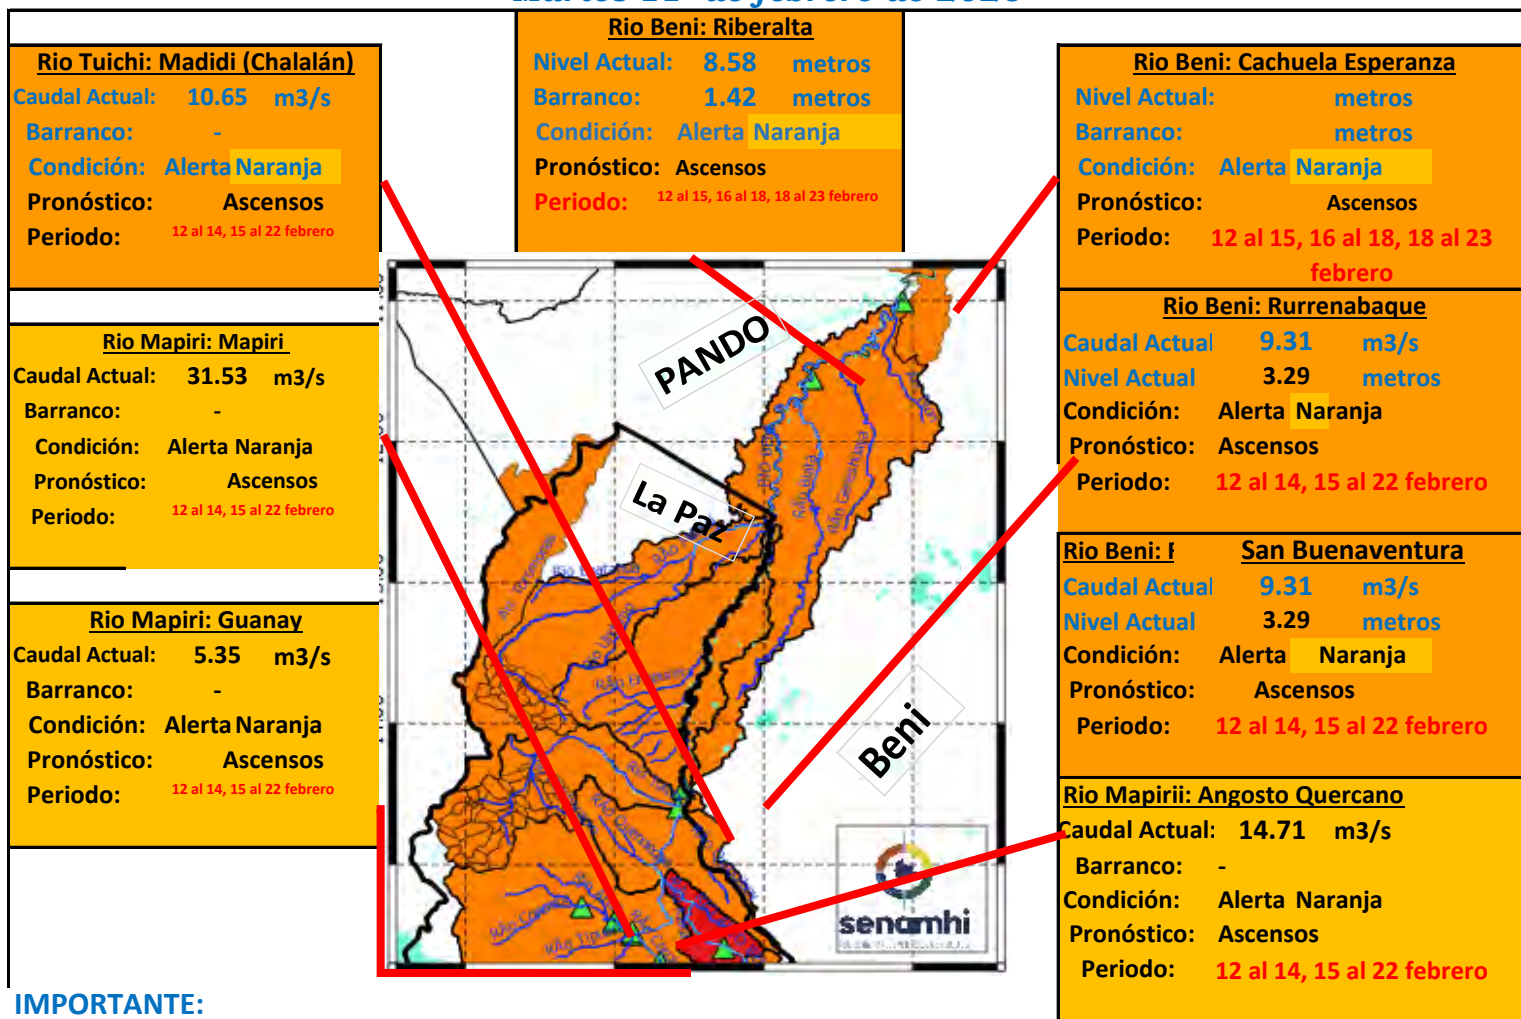 Rio Tuichi: Madidi (Chalalán)
Caudal Actual: 10.65 m3/s
Barranco: -
Condición: Alerta Naranja
Pronóstico: Ascensos
Periodo: 12 al 14, 15 al 22 febrero
Rio Mapiri: Mapiri
Caudal Actual: 31.53 m3/s
Barranco: -
Condición: Alerta Naranja
Pronóstico: Ascensos
Periodo: 12 al 14, 15 al 22 febrero
Rio Mapiri: Guanay
Caudal Actual: 5.35 m3/s
Barranco: -
Condición: Alerta Naranja
Pronóstico: Ascensos
Periodo: 12 al 14, 15 al 22 febrero
Rio Beni: Riberalta
Nivel Actual: 8.58 metros
Barranco: 1.42 metros
Condición: Alerta Naranja
Pronóstico: Ascensos
Periodo: 12 al 15, 16 al 18, 18 al 23 febrero
PANDO
La Paz
Beni
senamhi
Rio Beni: Cachuela Esperanza
Nivel Actual: metros
Barranco: metros
Condición: Alerta Naranja
Pronóstico: Ascensos
Periodo: 12 al 15, 16 al 18, 18 al 23
febrero
Rio Beni: Rurrenabaque
Caudal Actual 9.31 m3/s
Nivel Actual 3.29 metros
Condición: Alerta Naranja
Pronóstico: Ascensos
Periodo: 12 al 14, 15 al 22 febrero
Rio Beni: San Buenaventura
Caudal Actual 9.31 m3/s
Nivel Actual 3.29 metros
Condición: Alerta Naranja
Pronóstico: Ascensos
Periodo: 12 al 14, 15 al 22 febrero
Rio Mapirii: Angosto Quercano
Caudal Actual: 14.71 m3/s
Barranco: -
Condición: Alerta Naranja
Pronóstico: Ascensos
Periodo: 12 al 14, 15 al 22 febrero
IMPORTANTE: